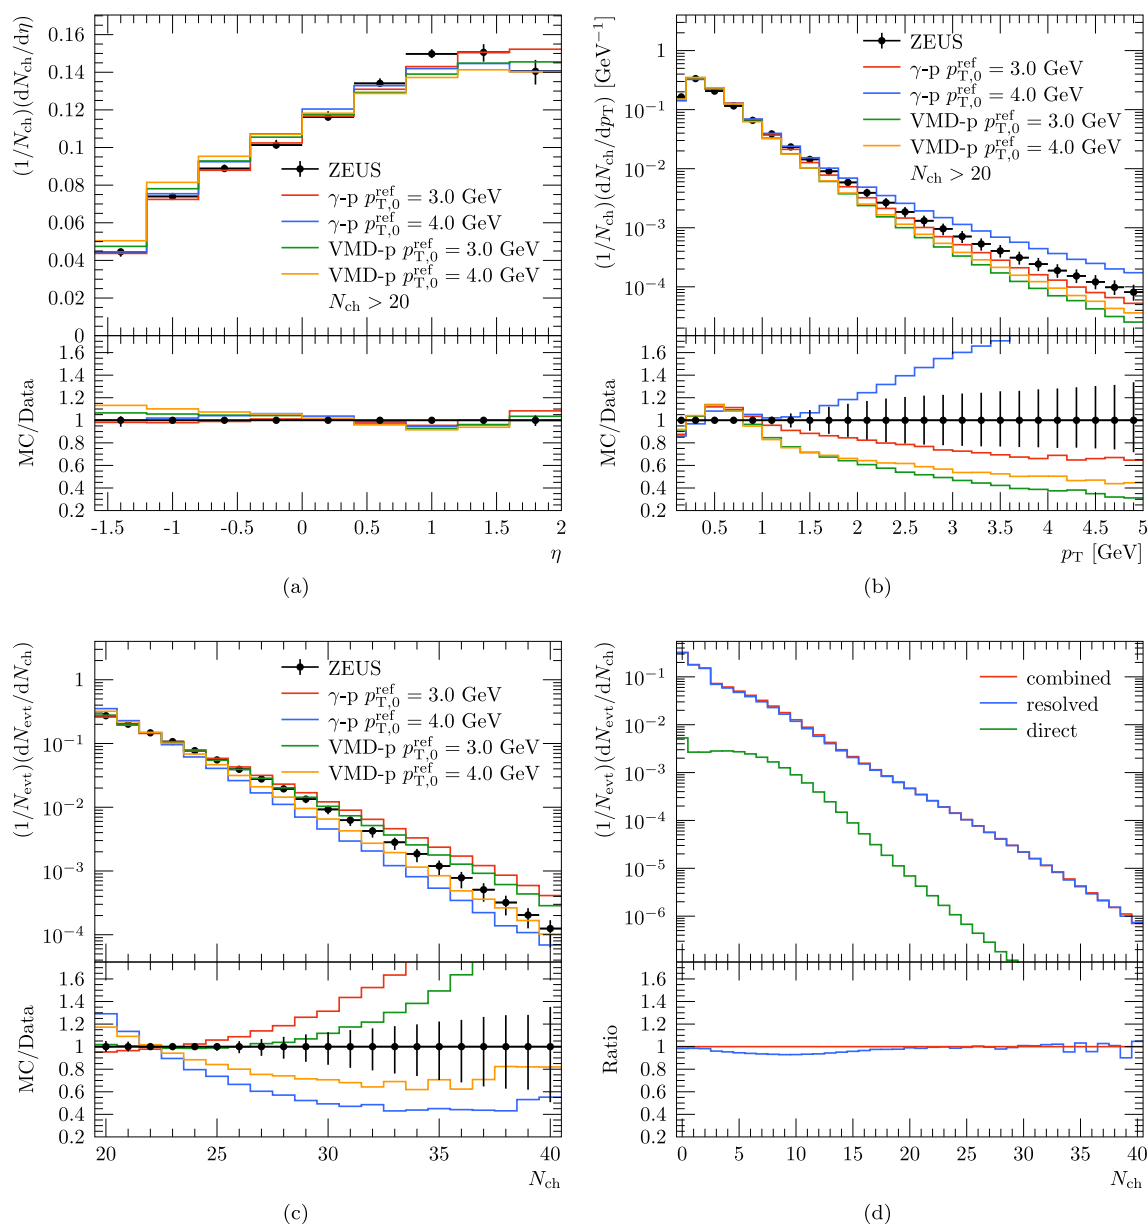 (1/N_ch)(dN_ch/dη)
0.16
0.14
0.12
0.1
0.08
0.06
0.04
0.02
0
ZEUS
γ-p p_T,0^ref = 3.0 GeV
γ-p p_T,0^ref = 4.0 GeV
VMD-p p_T,0^ref = 3.0 GeV
VMD-p p_T,0^ref = 4.0 GeV
N_ch > 20
MC/Data
1.6
1.4
1.2
1
0.8
0.6
0.4
0.2
-1.5 -1 -0.5 0 0.5 1 1.5 2
η
(a)
(1/N_ch)(dN_ch/dp_T) [GeV^−1]
1
10^−1
10^−2
10^−3
10^−4
ZEUS
γ-p p_T,0^ref = 3.0 GeV
γ-p p_T,0^ref = 4.0 GeV
VMD-p p_T,0^ref = 3.0 GeV
VMD-p p_T,0^ref = 4.0 GeV
N_ch > 20
MC/Data
1.6
1.4
1.2
1
0.8
0.6
0.4
0.2
0.5 1 1.5 2 2.5 3 3.5 4 4.5 5
p_T [GeV]
(b)
(1/N_evt)(dN_evt/dN_ch)
1
10^−1
10^−2
10^−3
10^−4
ZEUS
γ-p p_T,0^ref = 3.0 GeV
γ-p p_T,0^ref = 4.0 GeV
VMD-p p_T,0^ref = 3.0 GeV
VMD-p p_T,0^ref = 4.0 GeV
MC/Data
1.6
1.4
1.2
1
0.8
0.6
0.4
0.2
20 25 30 35 40
N_ch
(c)
(1/N_evt)(dN_evt/dN_ch)
10^−1
10^−2
10^−3
10^−4
10^−5
10^−6
combined
resolved
direct
Ratio
1.6
1.4
1.2
1.0
0.8
0.6
0.4
0.2
0 5 10 15 20 25 30 35 40
N_ch
(d)